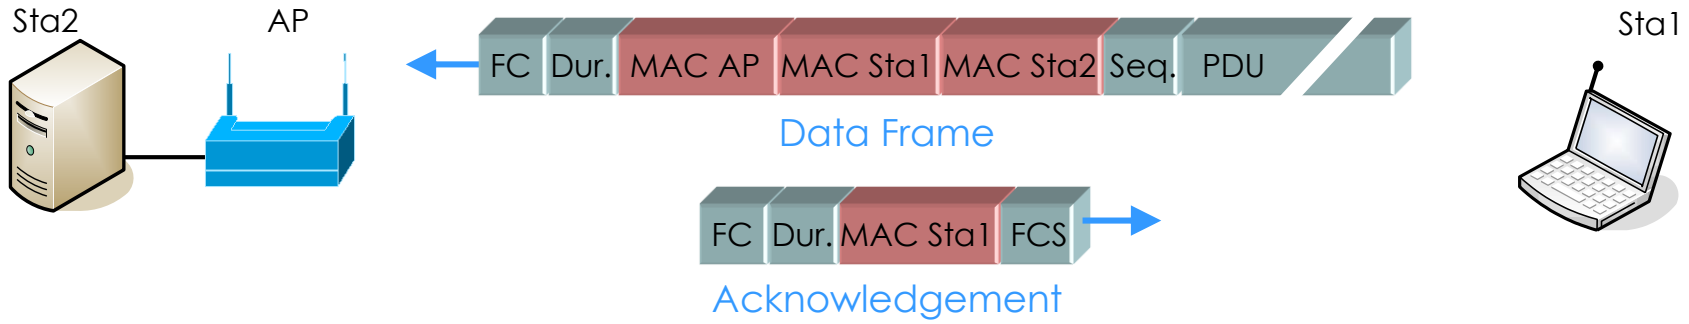 Sta2
AP
Sta1
FC Dur. MAC AP MAC Sta1 MAC Sta2 Seq. PDU
Data Frame
FC Dur. MAC Sta1 FCS
Acknowledgement